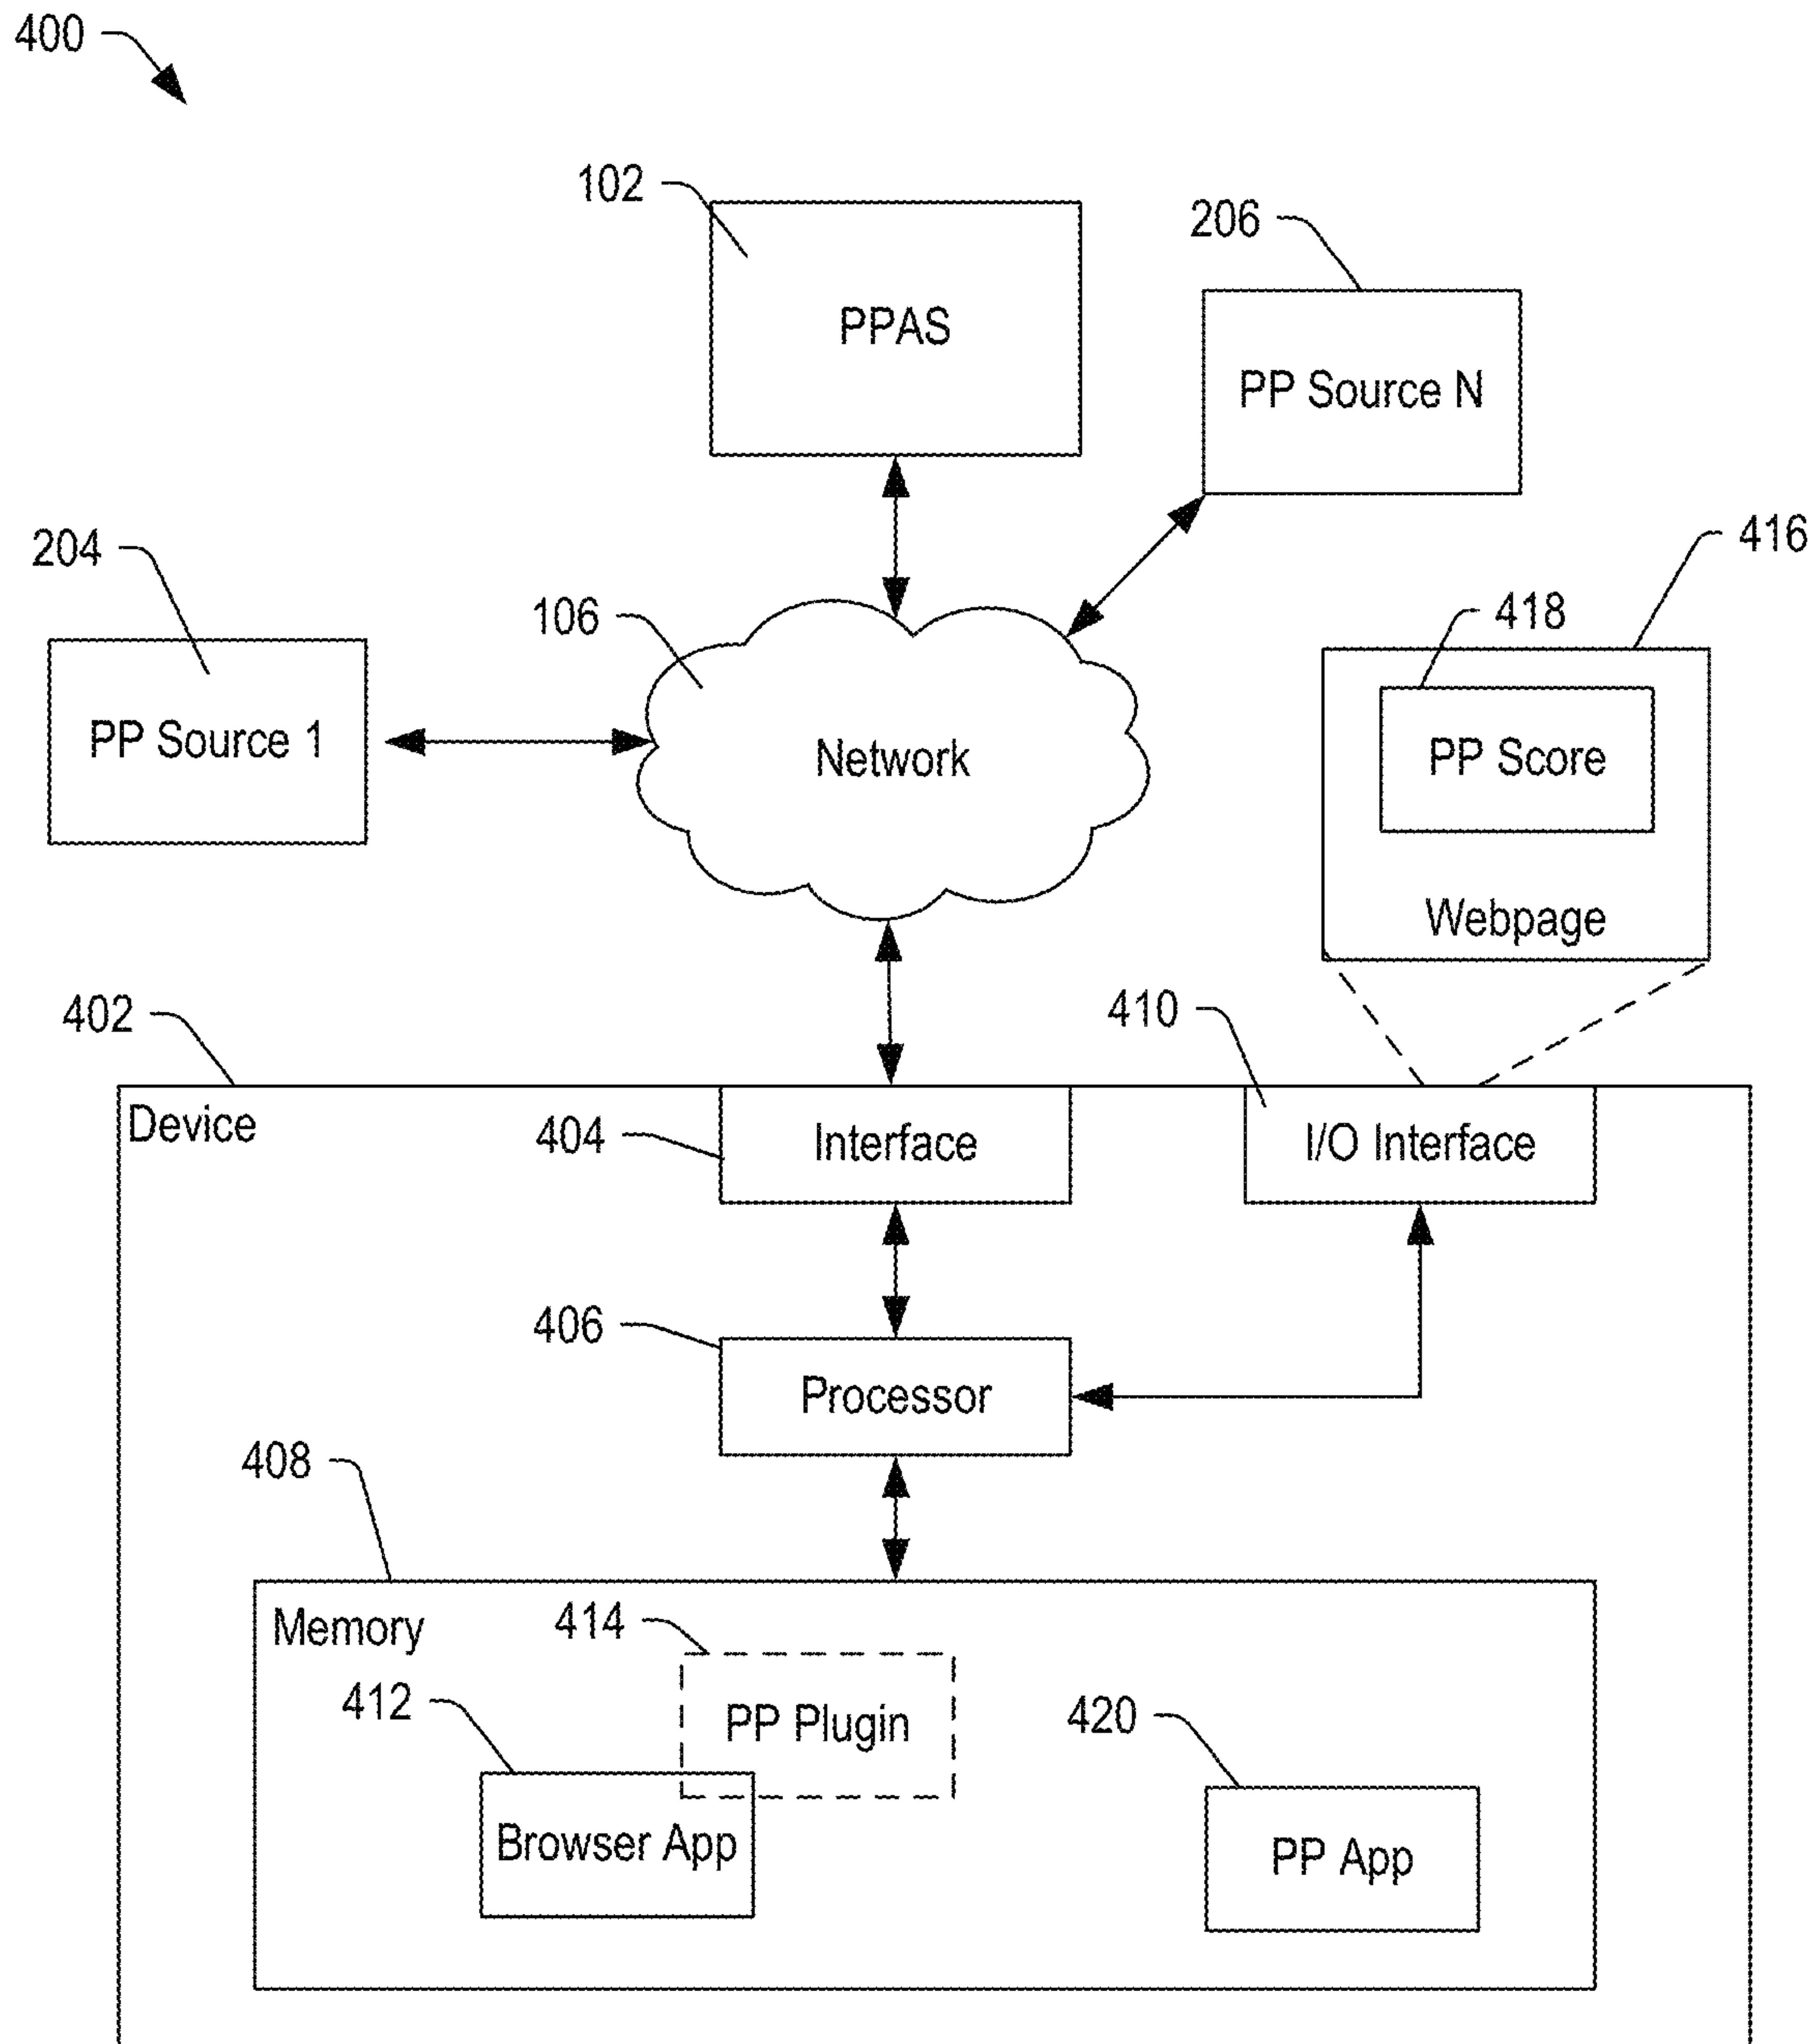 400
102
PPAS
206
PP Source N
204
PP Source 1
106
Network
416
418
PP Score
Webpage
402
Device
404
Interface
410
I/O Interface
406
Processor
408
Memory
414
PP Plugin
412
Browser App
420
PP App